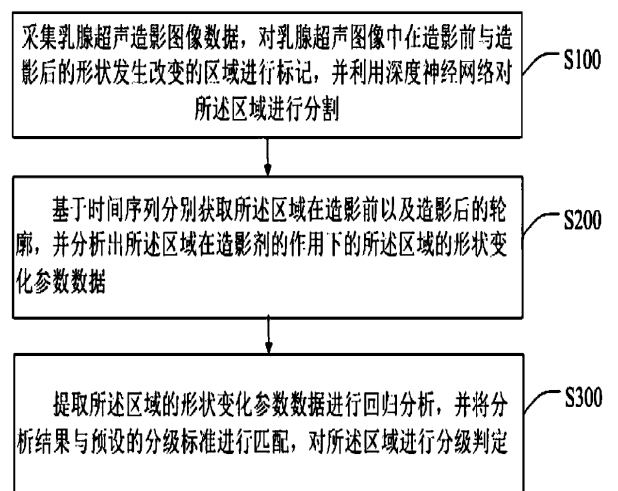 采集乳腺超声造影图像数据，对乳腺超声图像中在造影前与造
影后的形状发生改变的区域进行标记，并利用深度神经网络对
所述区域进行分割
S100
基于时间序列分别获取所述区域在造影前以及造影后的轮
廓，并分析出所述区域在造影剂的作用下的所述区域的形状变
化参数数据
S200
提取所述区域的形状变化参数数据进行回归分析，并将分
析结果与预设的分级标准进行匹配，对所述区域进行分级判定
S300